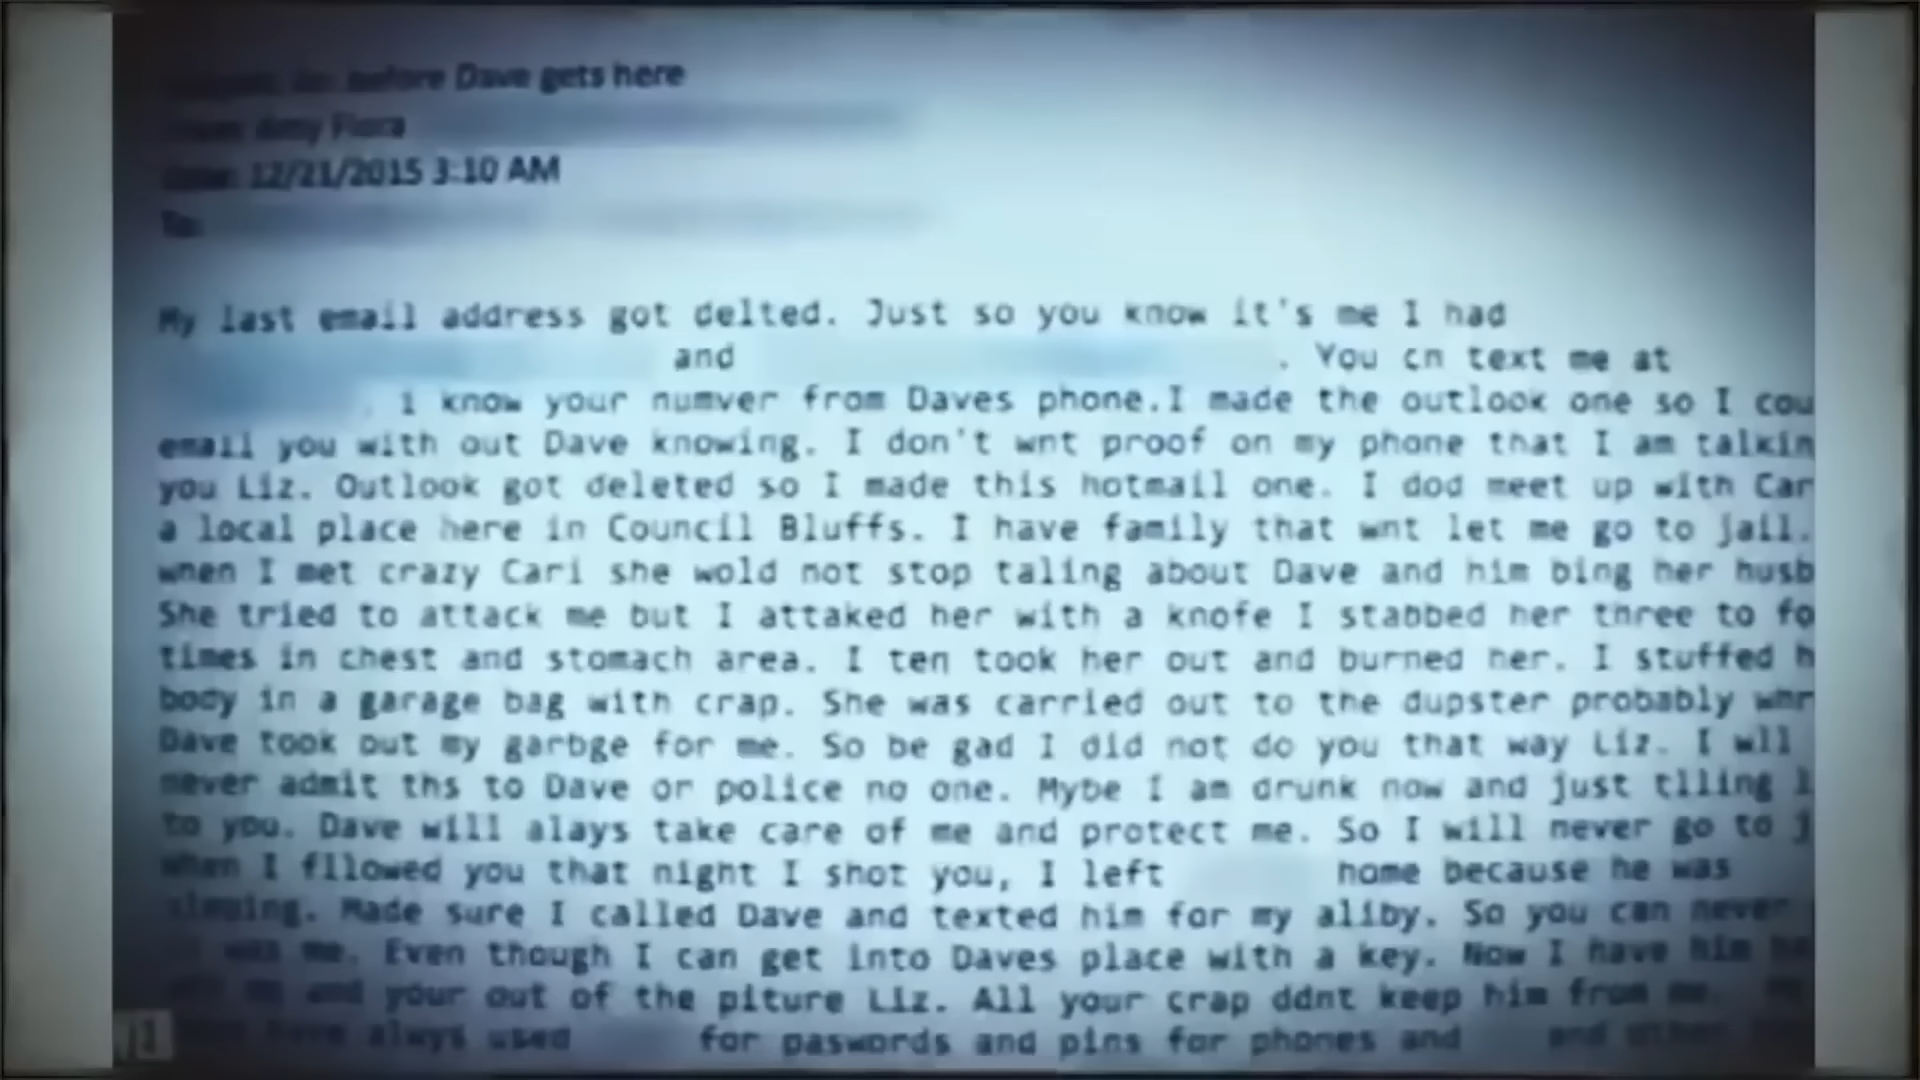 before Dave gets here
Amy Flora
12/21/2015 3:10 AM
To:
My last email address got delted. Just so you know it's me I had
and . You cn text me at
i know your numver from Daves phone.I made the outlook one so I cou
email you with out Dave knowing. I don't wnt proof on my phone that I am talkin
you Liz. Outlook got deleted so I made this hotmail one. I dod meet up with Car
a local place here in Council Bluffs. I have family that wnt let me go to jail.
when I met crazy Cari she wold not stop taling about Dave and him bing her husb
She tried to attack me but I attaked her with a knofe I stabbed her three to fo
times in chest and stomach area. I ten took her out and burned her. I stuffed h
body in a garage bag with crap. She was carried out to the dupster probably whr
Dave took out my garbge for me. So be gad I did not do you that way Liz. I wll
never admit ths to Dave or police no one. Mybe I am drunk now and just tlling l
to you. Dave will alays take care of me and protect me. So I will never go to j
when I fllowed you that night I shot you, I left home because he was
Made sure I called Dave and texted him for my aliby. So you can never
was me. Even though I can get into Daves place with a key. Now I have him
and your out of the piture Liz. All your crap ddnt keep him from me.
have always used for paswords and pins for phones and and other